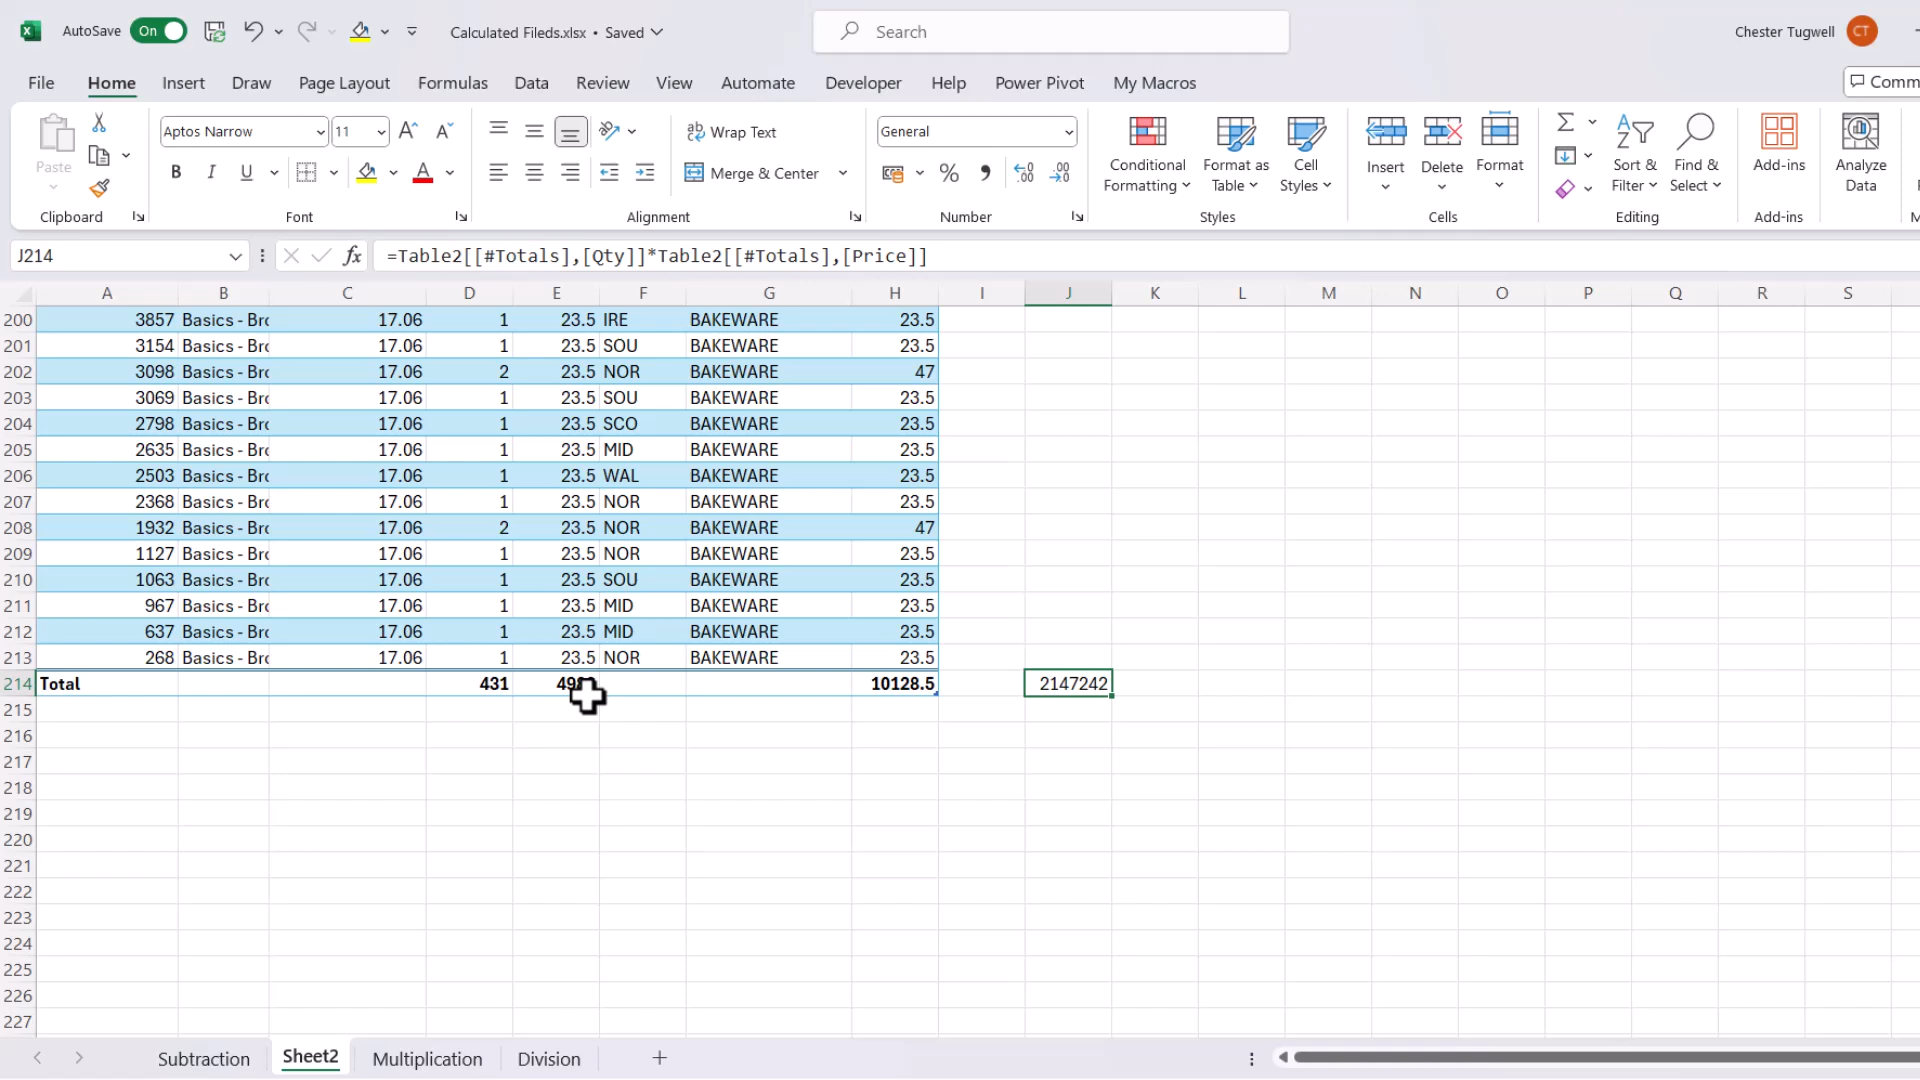 AutoSave On Calculated Fileds.xlsx • Saved Search Chester Tugwell CT
File Home Insert Draw Page Layout Formulas Data Review View Automate Developer Help Power Pivot My Macros
Paste Aptos Narrow 11 Wrap Text General Conditional Formatting Format as Table Cell Styles Insert Delete Format Sort & Filter Find & Select Add-ins Analyze Data
B I U Merge & Center
Clipboard Font Alignment Number Styles Cells Editing Add-ins
J214 fx =Table2[[#Totals],[Qty]]*Table2[[#Totals],[Price]]
A B C D E F G H I J K L M N O P Q R S
200 3857 Basics - Bro 17.06 1 23.5 IRE BAKEWARE 23.5
201 3154 Basics - Bro 17.06 1 23.5 SOU BAKEWARE 23.5
202 3098 Basics - Bro 17.06 2 23.5 NOR BAKEWARE 47
203 3069 Basics - Bro 17.06 1 23.5 SOU BAKEWARE 23.5
204 2798 Basics - Bro 17.06 1 23.5 SCO BAKEWARE 23.5
205 2635 Basics - Bro 17.06 1 23.5 MID BAKEWARE 23.5
206 2503 Basics - Bro 17.06 1 23.5 WAL BAKEWARE 23.5
207 2368 Basics - Bro 17.06 1 23.5 NOR BAKEWARE 23.5
208 1932 Basics - Bro 17.06 2 23.5 NOR BAKEWARE 47
209 1127 Basics - Bro 17.06 1 23.5 NOR BAKEWARE 23.5
210 1063 Basics - Bro 17.06 1 23.5 SOU BAKEWARE 23.5
211 967 Basics - Bro 17.06 1 23.5 MID BAKEWARE 23.5
212 637 Basics - Bro 17.06 1 23.5 MID BAKEWARE 23.5
213 268 Basics - Bro 17.06 1 23.5 NOR BAKEWARE 23.5
214 Total 431 10128.5 2147242
215
216
217
218
219
220
221
222
223
224
225
226
227
Subtraction Sheet2 Multiplication Division